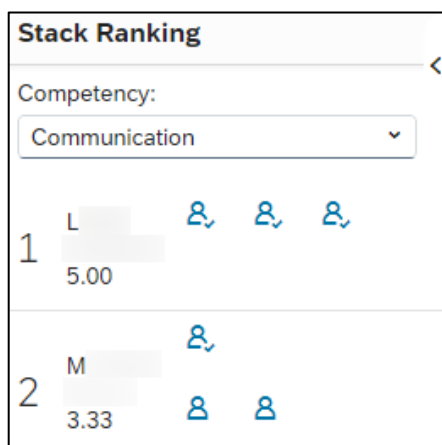 Stack Ranking
Competency:
Communication
1
L
5.00
2
M
3.33